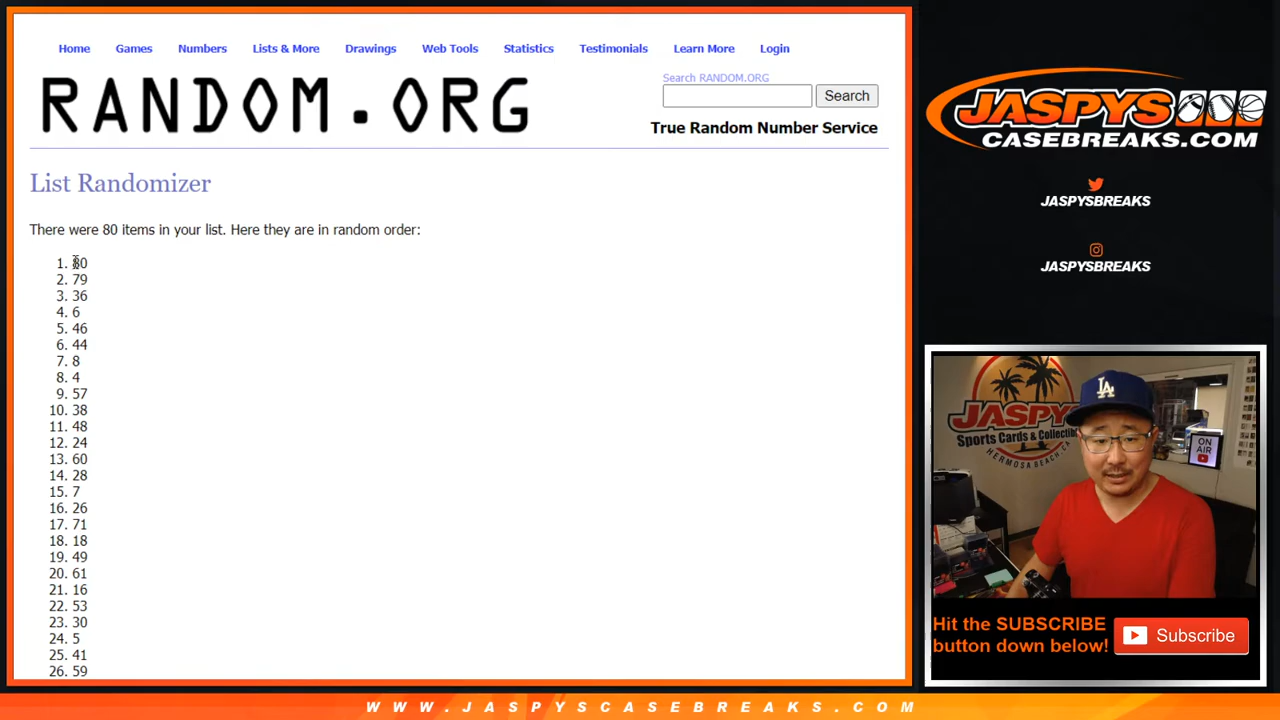 Home Games Numbers Lists & More Drawings Web Tools Statistics Testimonials Learn More Login
RANDOM.ORG
Search RANDOM.ORG
Search
True Random Number Service
List Randomizer
There were 80 items in your list. Here they are in random order:
1.
2. 79
3. 36
4. 6
5. 46
6. 44
7. 8
8. 4
9. 57
10. 38
11. 48
12. 24
13. 60
14. 28
15. 7
16. 26
17. 71
18. 18
19. 49
20. 61
21. 16
22. 53
23. 30
24. 5
25. 41
26. 59
JASPYS
CASEBREAKS.COM
JASPYSBREAKS
JASPYSBREAKS
JASPYS
Sports Cards & Collectib
HERMOSA BEACH,
LA
ON
AIR
Hit the SUBSCRIBE
button down below!
Subscribe
WWW.JASPYSCASEBREAKS.COM